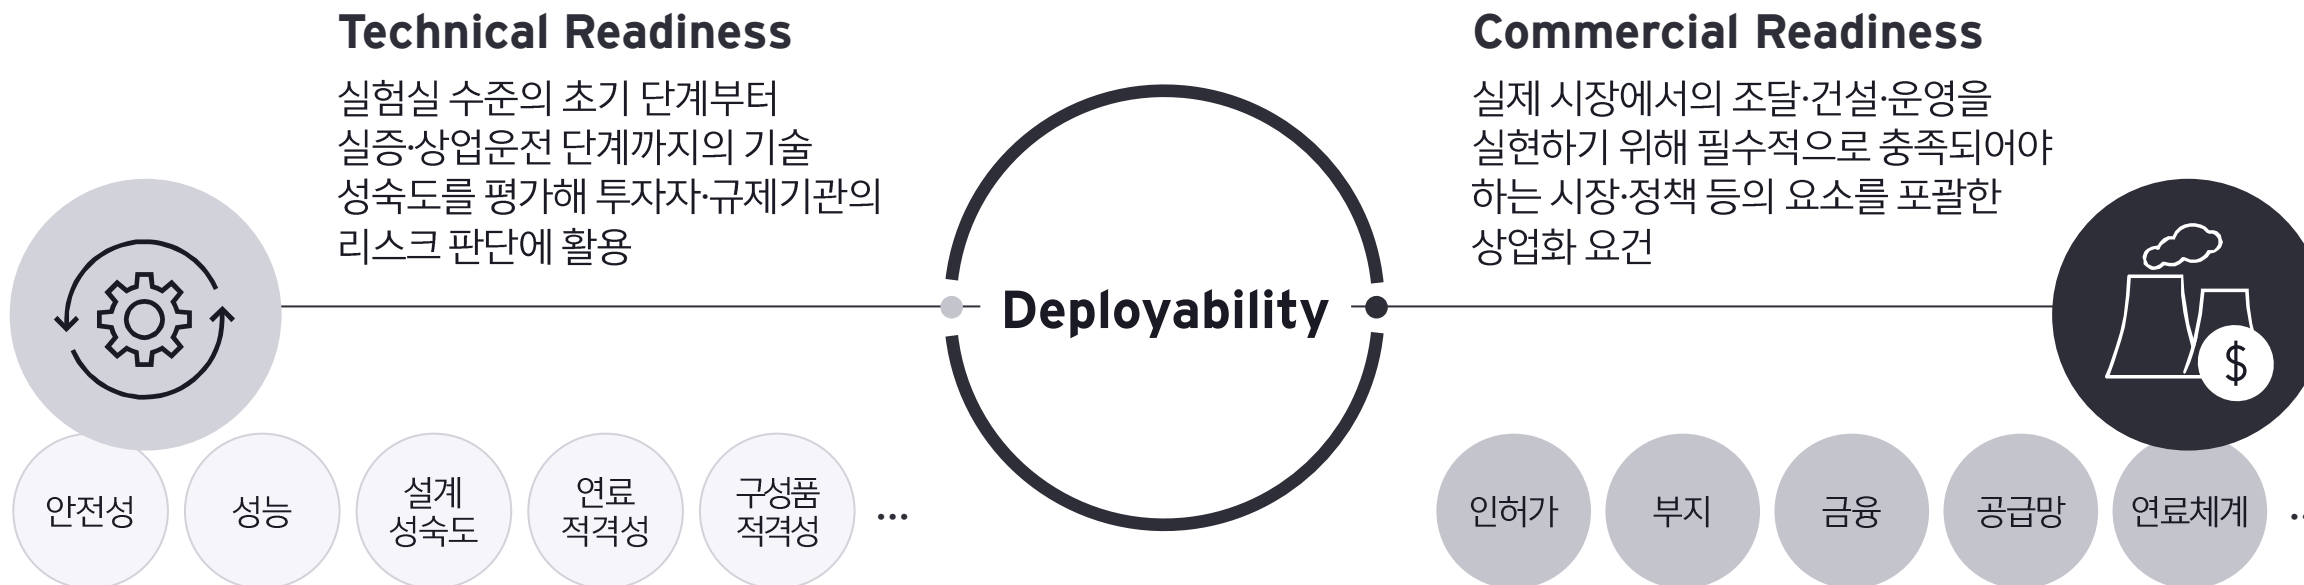 Technical Readiness
실험실 수준의 초기 단계부터
실증·상업운전 단계까지의 기술
성숙도를 평가해 투자자·규제기관의
리스크 판단에 활용
Deployability
Commercial Readiness
실제 시장에서의 조달·건설·운영을
실현하기 위해 필수적으로 충족되어야
하는 시장·정책 등의 요소를 포괄한
상업화 요건
$
안전성
성능
설계
성숙도
연료
적격성
구성품
적격성
...
인허가
부지
금융
공급망
연료체계
..